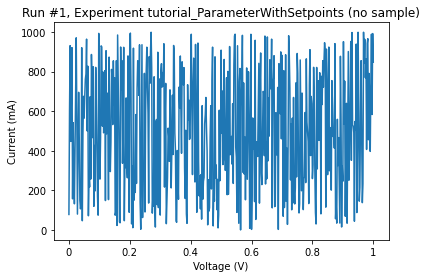 Run #1, Experiment tutorial_ParameterWithSetpoints (no sample)
1000
800
600
400
200
0
Current (mA)
0 0.2 0.4 0.6 0.8 1
Voltage (V)